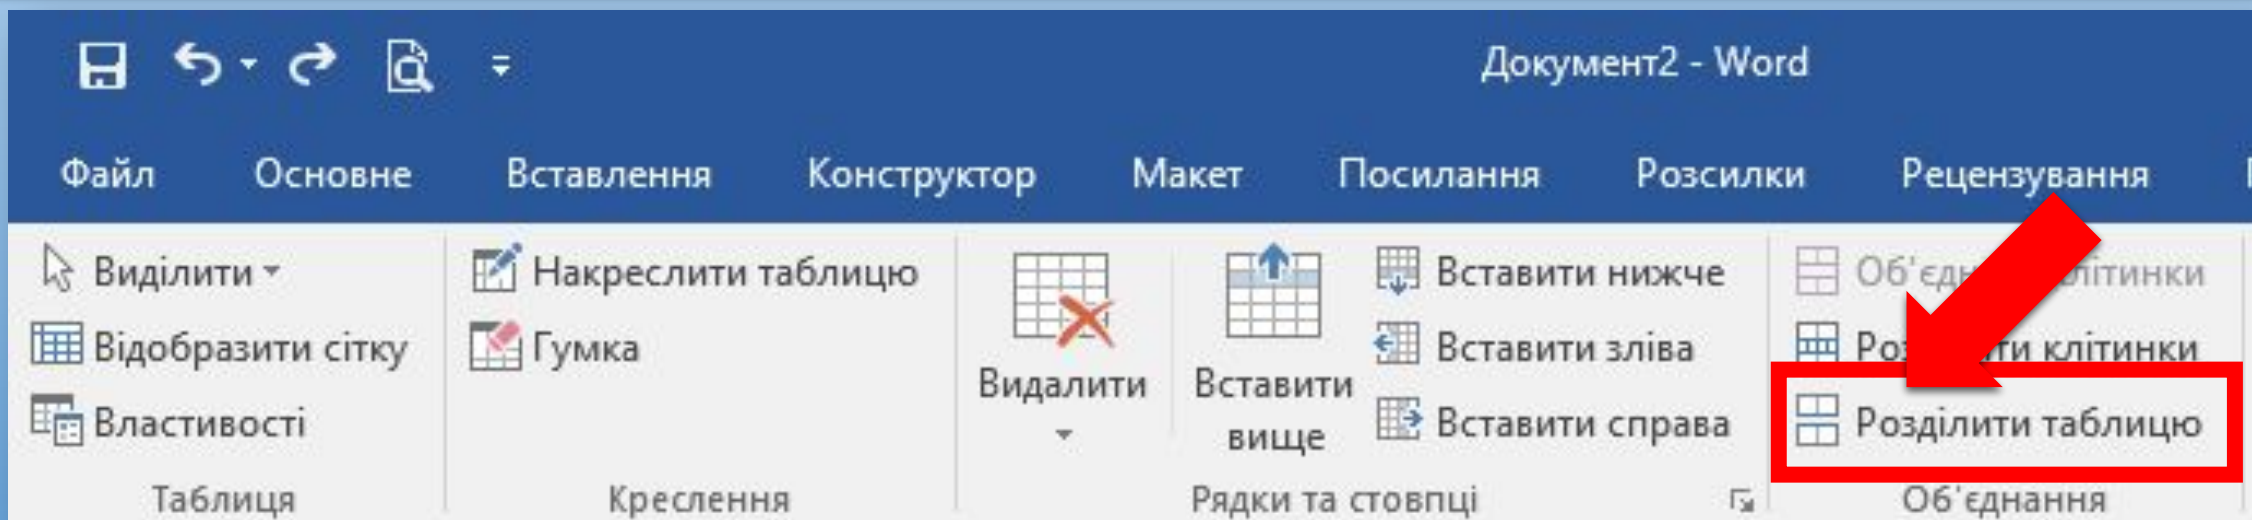 Документ2 - Word
Файл Основне Вставлення Конструктор Макет Посилання Розсилки Рецензування
Виділити
Відобразити сітку
Властивості
Таблиця
Накреслити таблицю
Гумка
Креслення
Видалити
Вставити
вище
Вставити нижче
Вставити зліва
Вставити справа
Рядки та стовпці
клітинки
Розділити таблицю
Об'єднання